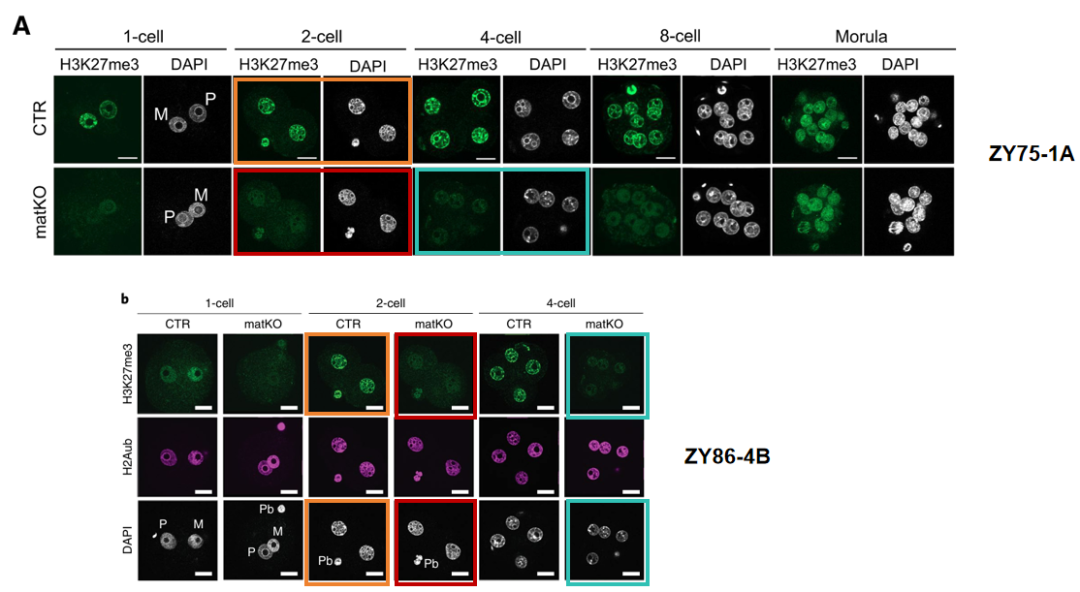 A
1-cell 2-cell 4-cell 8-cell Morula
H3K27me3 DAPI H3K27me3 DAPI H3K27me3 DAPI H3K27me3 DAPI H3K27me3 DAPI
CTR
M P
ZY75-1A
matKO
P M
b
1-cell 2-cell 4-cell
CTR matKO CTR matKO CTR matKO
H3K27me3
H2Aub
ZY86-4B
DAPI
P M Pb M P Pb Pb